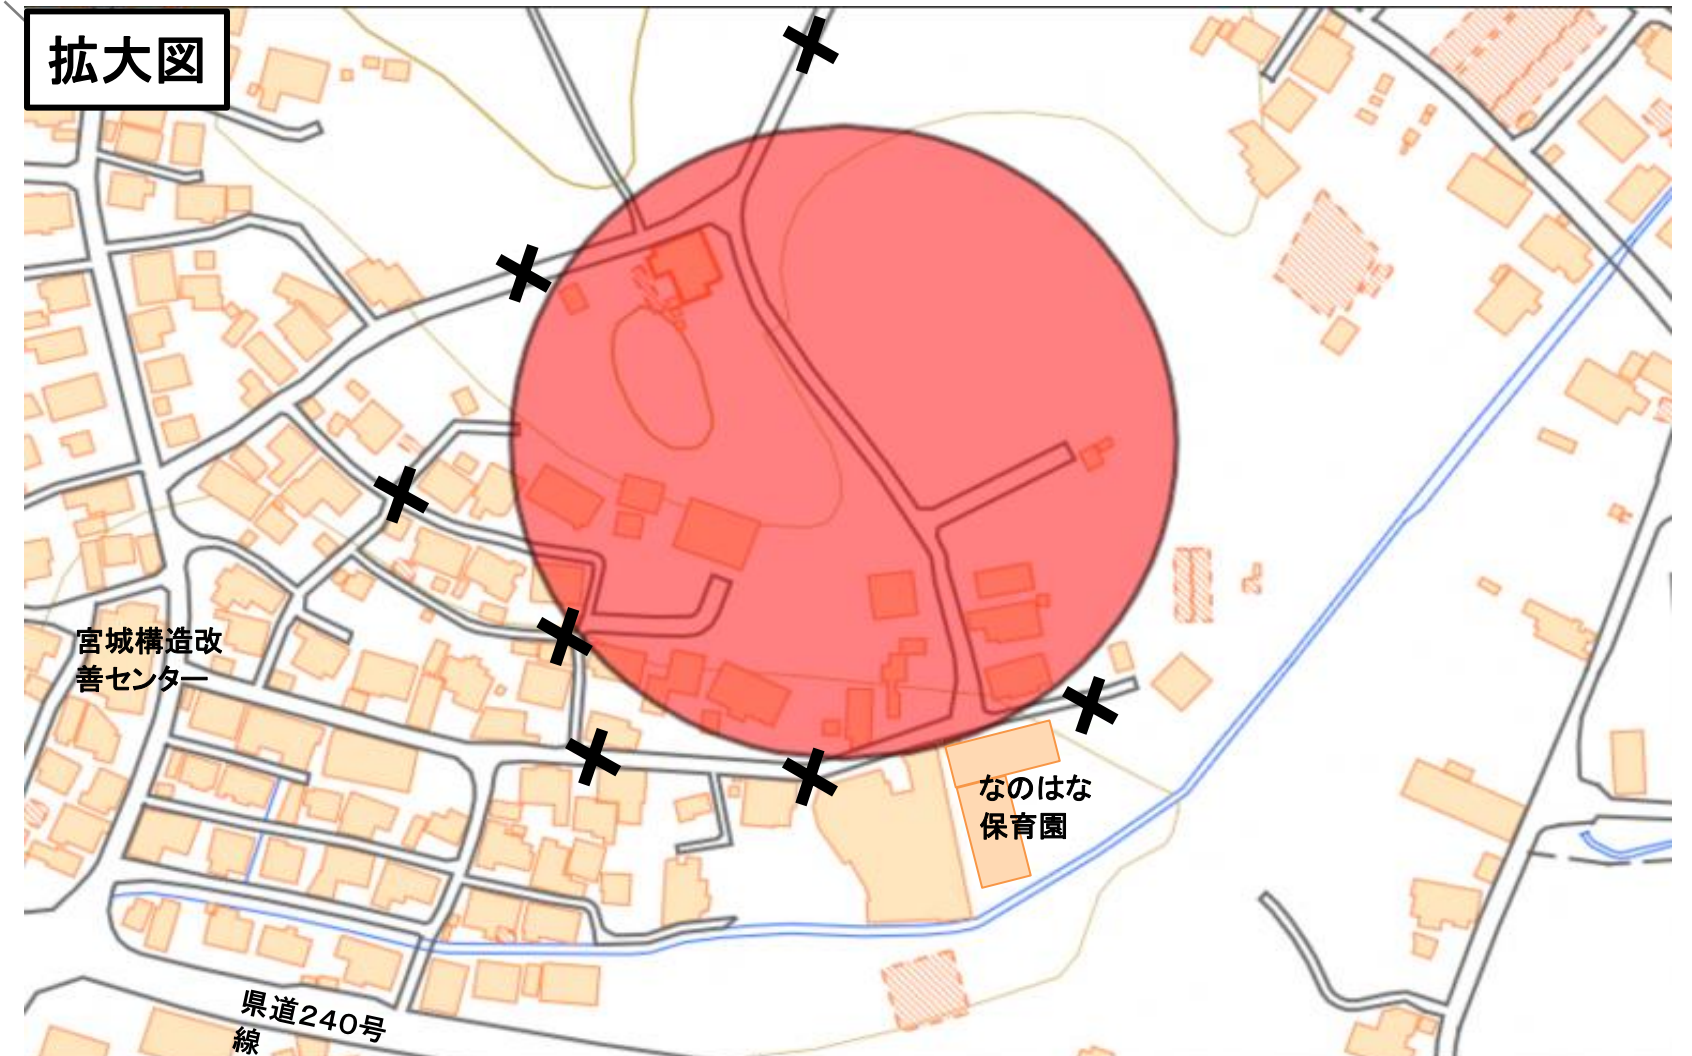 拡大図
宮城構造改
善センター
なのはな
保育園
県道240号
線